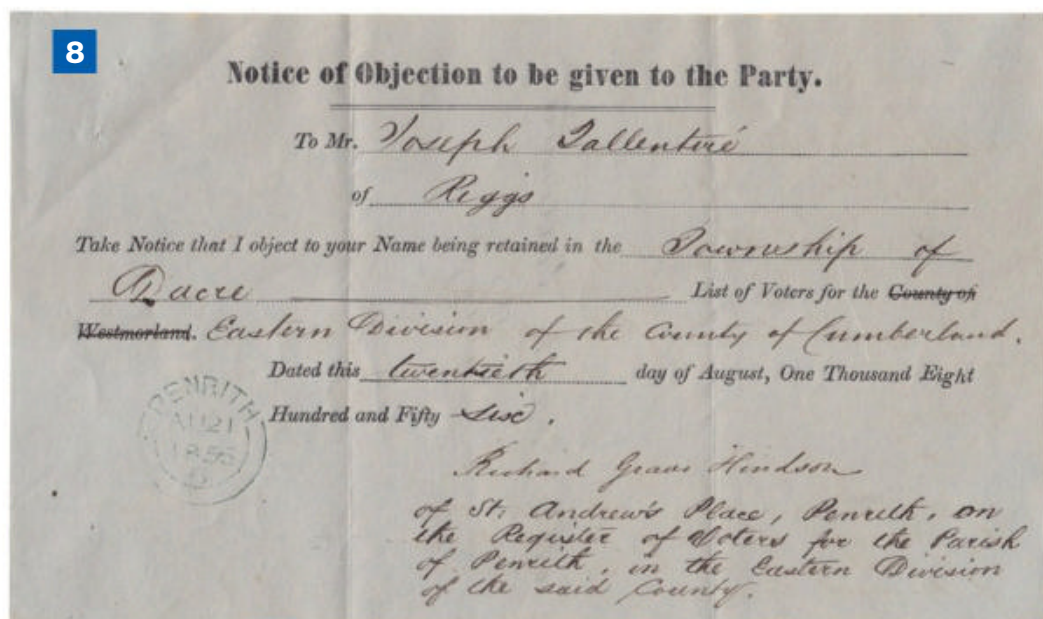 8
Notice of Objection to be given to the Party.
To Mr. Joseph Tallentire
of Riggs
Take Notice that I object to your Name being retained in the Township of
Dacre List of Voters for the County of
Westmorland. Eastern Division of the County of Cumberland.
Dated this twentieth day of August, One Thousand Eight
Hundred and Fifty Six.
PENRITH
AU 21
1856
Richard Grave Hindson
of St. Andrew's Place, Penrith, on
the Register of Voters for the Parish
of Penrith, in the Eastern Division
of the said County.